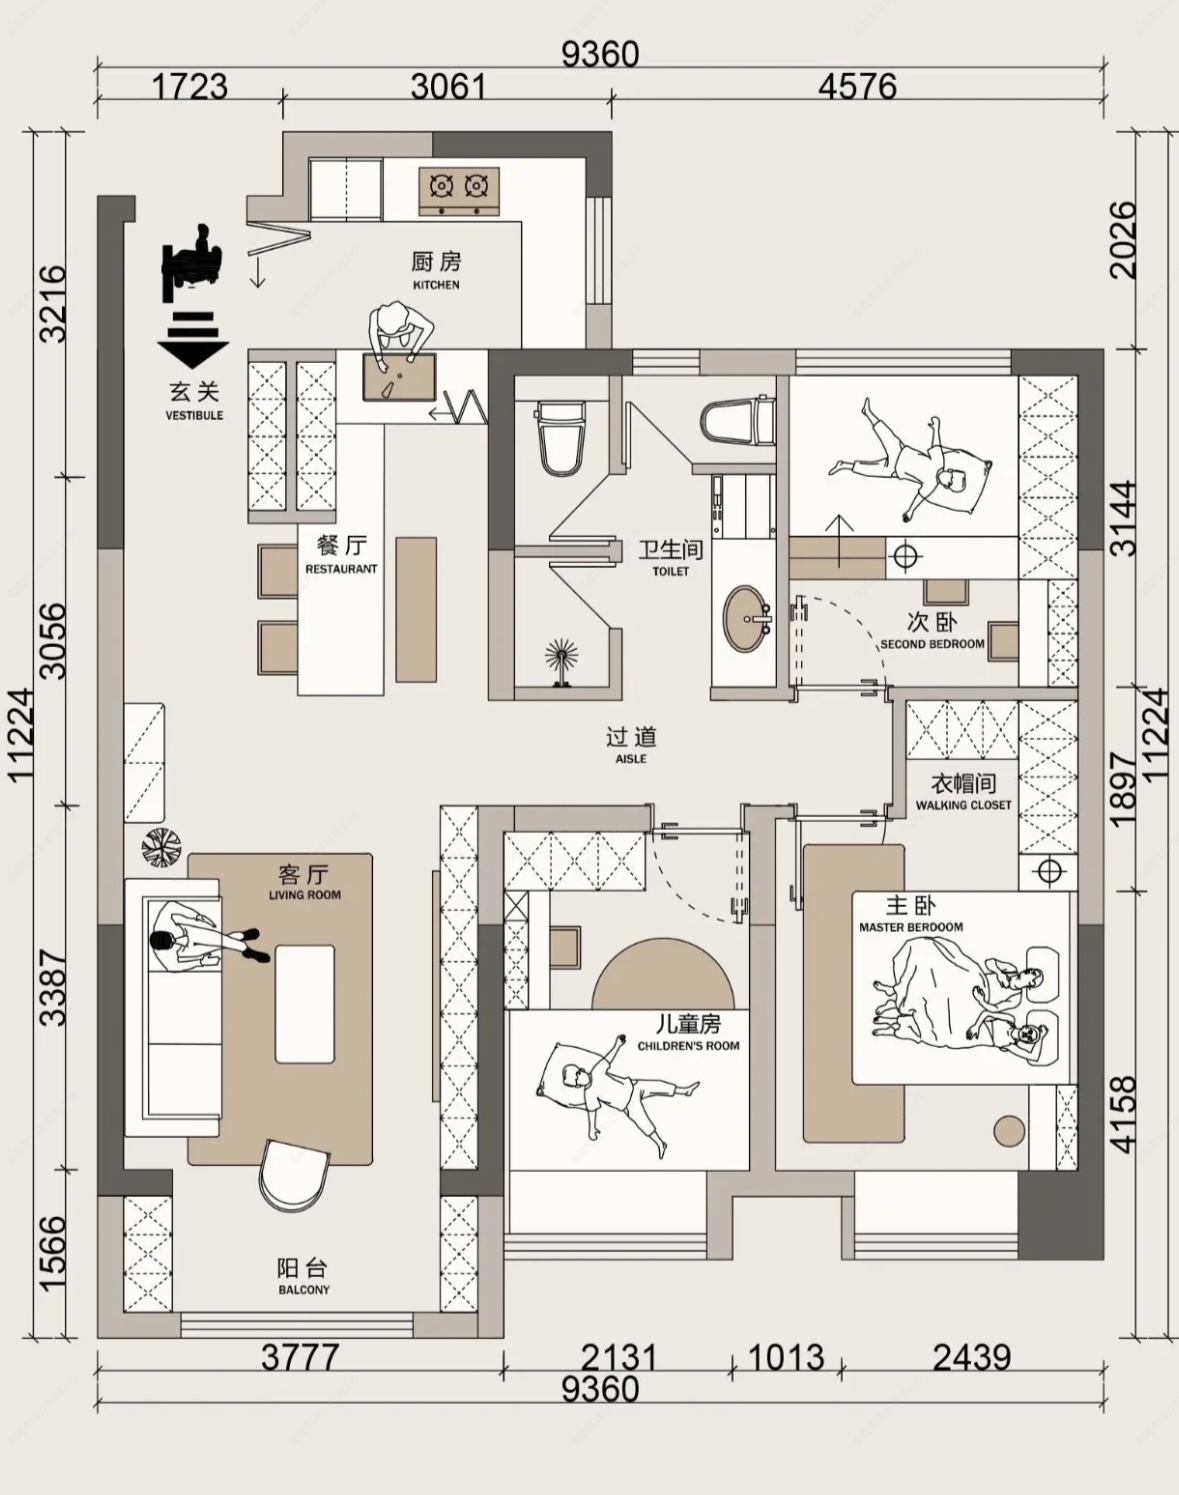 9360
1723 3061 4576
厨房
KITCHEN
2026
3216
玄关
VESTIBULE
餐厅
RESTAURANT
卫生间
TOILET
3144
次卧
SECOND BEDROOM
3056
11224
过道
AISLE
11224
1897
衣帽间
WALKING CLOSET
客厅
LIVING ROOM
主卧
MASTER BERDOOM
3387
儿童房
CHILDREN'S ROOM
4158
1566
阳台
BALCONY
3777 2131 1013 2439
9360